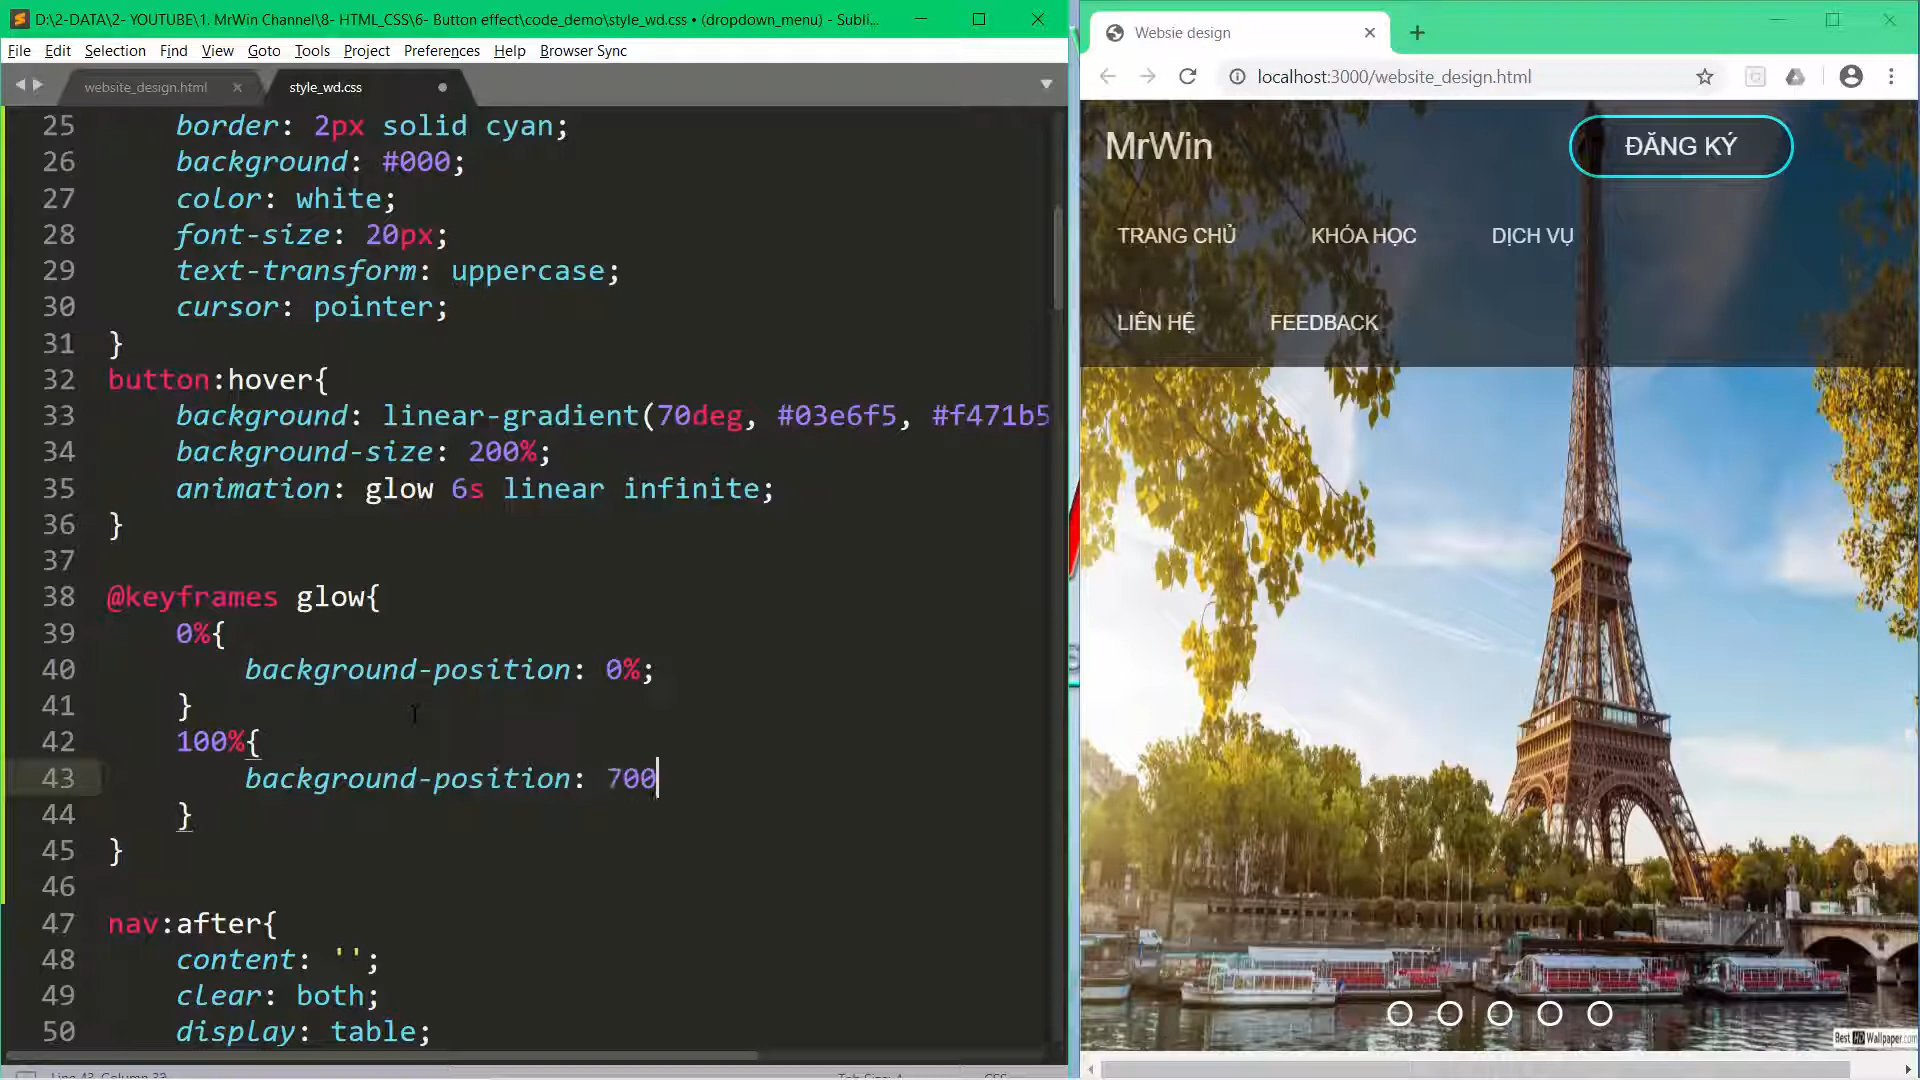 D:\2-DATA\2- YOUTUBE\1. MrWin Channel\8- HTML_CSS\6- Button effect\code_demo\style_wd.css • (dropdown_menu) - Subli...
File Edit Selection Find View Goto Tools Project Preferences Help Browser Sync
website_design.html × style_wd.css
25 border: 2px solid cyan;
26 background: #000;
27 color: white;
28 font-size: 20px;
29 text-transform: uppercase;
30 cursor: pointer;
31 }
32 button:hover{
33 background: linear-gradient(70deg, #03e6f5, #f471b5
34 background-size: 200%;
35 animation: glow 6s linear infinite;
36 }
37
38 @keyframes glow{
39 0%{
40 background-position: 0%;
41 }
42 100%{
43 background-position: 700
44 }
45 }
46
47 nav:after{
48 content: '';
49 clear: both;
50 display: table;
Websie design
localhost:3000/website_design.html
MrWin ĐĂNG KÝ
TRANG CHỦ KHÓA HỌC DỊCH VỤ
LIÊN HỆ FEEDBACK
Best HD Wallpaper.com